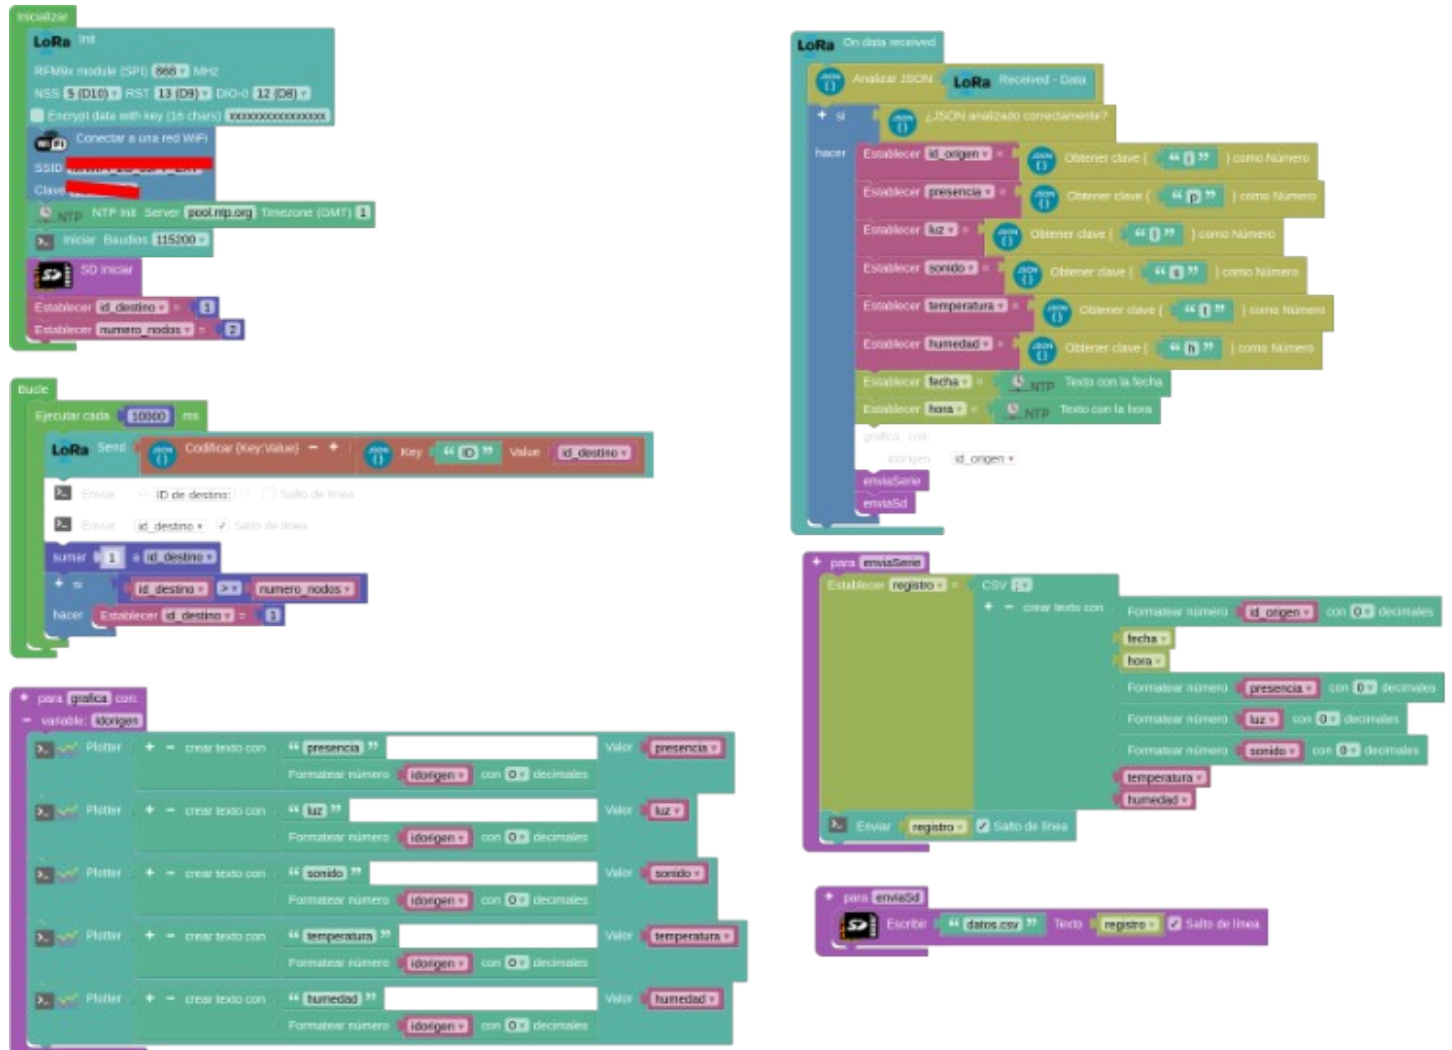 Inicializar
LoRa Init
RFM9x module (SPI) 868 MHz
NSS 5 (D10) RST 13 (D9) DIO-0 12 (D8)
Encrypt data with key (16 chars) xxxxxxxxxxxxxxxx
WiFi Conectar a una red WiFi
SSID
Clave
NTP NTP Init Server pool.ntp.org Timezone (GMT) 1
Iniciar Baudios 115200
SD Iniciar
Establecer id_destino = 1
Establecer numero_nodos = 2
Bucle
Ejecutar cada 10000 ms
LoRa Send JSON {} Codificar (Key:Value) - + JSON {} Key “ ID ” Value id_destino
Enviar “ ID de destino: ” Salto de línea
Enviar id_destino Salto de línea
sumar 1 a id_destino
+ si id_destino > numero_nodos
hacer Establecer id_destino = 1
para grafica con:
- variable: idorigen
Plotter + - crear texto con “ presencia ” Valor presencia
Formatear número idorigen con 0 decimales
Plotter + - crear texto con “ luz ” Valor luz
Formatear número idorigen con 0 decimales
Plotter + - crear texto con “ sonido ” Valor sonido
Formatear número idorigen con 0 decimales
Plotter + - crear texto con “ temperatura ” Valor temperatura
Formatear número idorigen con 0 decimales
Plotter + - crear texto con “ humedad ” Valor humedad
Formatear número idorigen con 0 decimales
LoRa On data received
JSON {} Analizar JSON LoRa Received - Data
+ si JSON {} ¿JSON analizado correctamente?
hacer Establecer id_origen = JSON {} Obtener clave ( “ i ” ) como Número
Establecer presencia = JSON {} Obtener clave ( “ p ” ) como Número
Establecer luz = JSON {} Obtener clave ( “ l ” ) como Número
Establecer sonido = JSON {} Obtener clave ( “ s ” ) como Número
Establecer temperatura = JSON {} Obtener clave ( “ t ” ) como Número
Establecer humedad = JSON {} Obtener clave ( “ h ” ) como Número
Establecer fecha = NTP Texto con la fecha
Establecer hora = NTP Texto con la hora
grafica con:
idorigen id_origen
enviaSerie
enviaSd
+ para enviaSerie
Establecer registro = CSV ;
+ - crear texto con Formatear número id_origen con 0 decimales
fecha
hora
Formatear número presencia con 0 decimales
Formatear número luz con 0 decimales
Formatear número sonido con 0 decimales
temperatura
humedad
Enviar registro Salto de línea
+ para enviaSd
SD Escribir “ datos.csv ” Texto registro Salto de línea